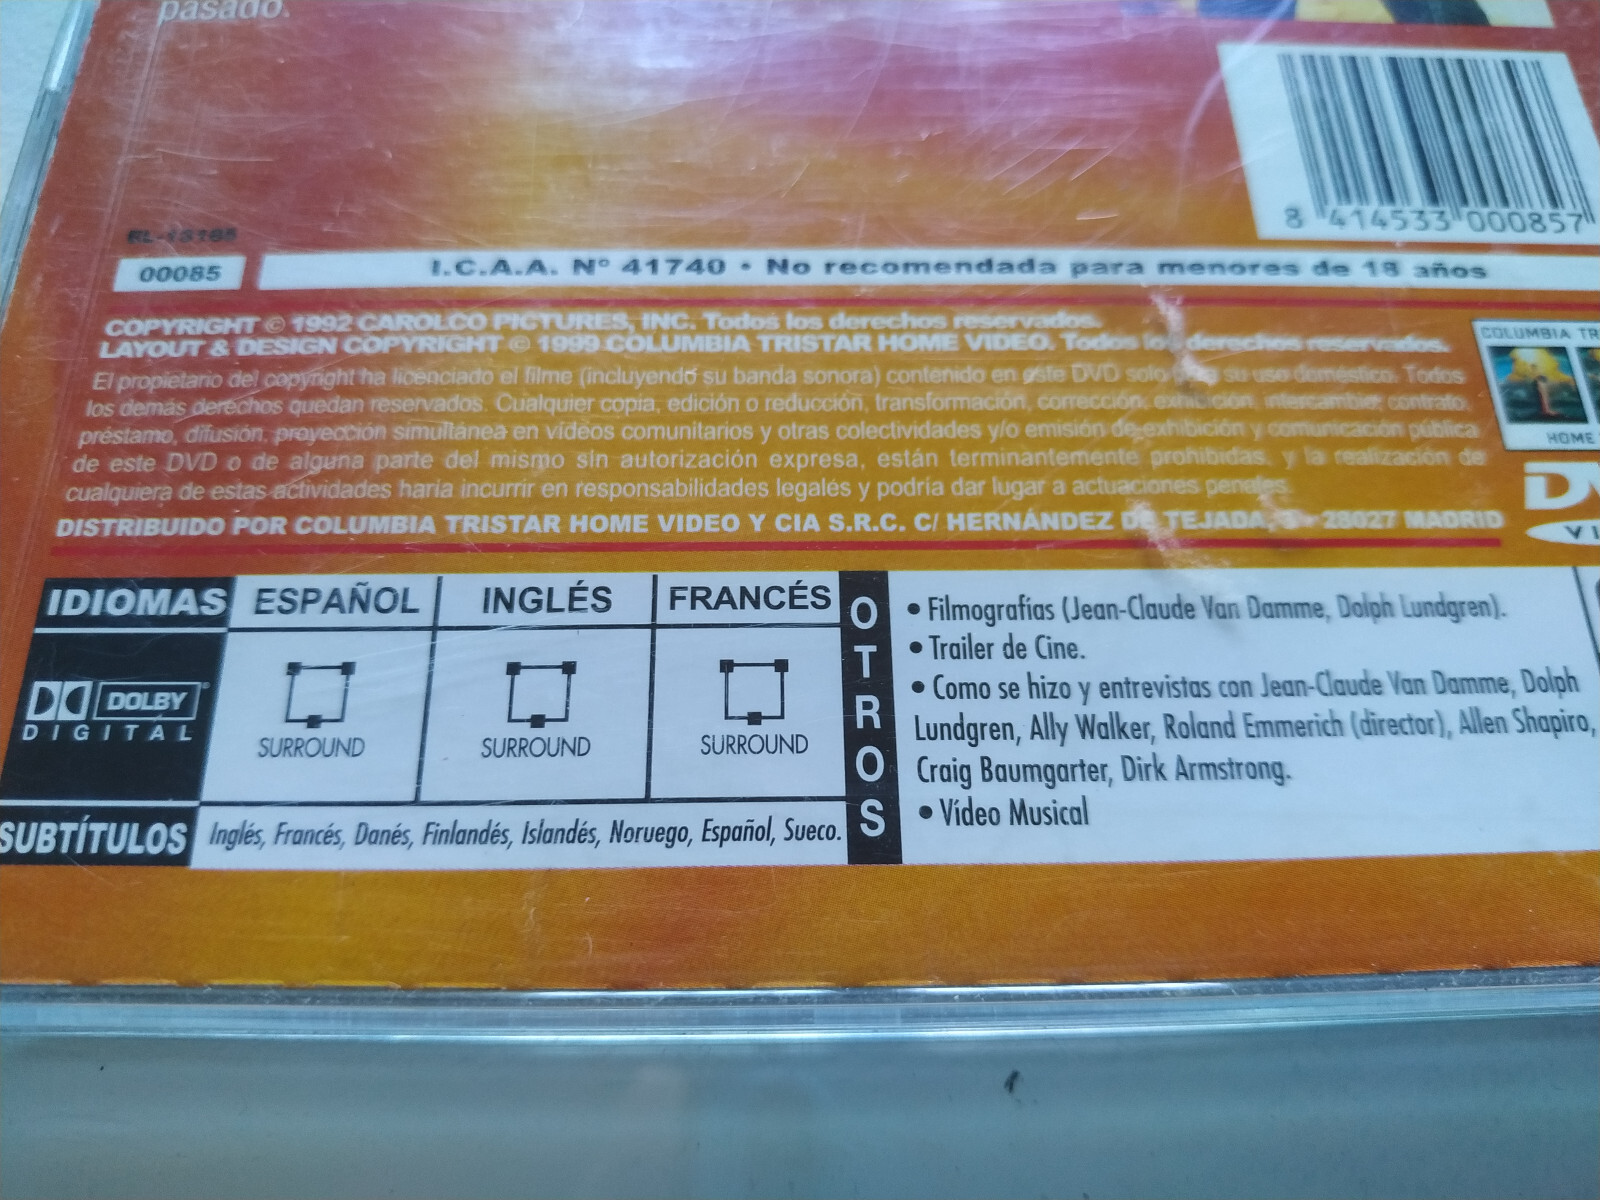 pasado.
8 414533 000857
00085
I.C.A.A. Nº 41740 • No recomendada para menores de 18 años
COPYRIGHT © 1992 CAROLCO PICTURES, INC. Todos los derechos reservados.
LAYOUT & DESIGN COPYRIGHT © 1999 COLUMBIA TRISTAR HOME VIDEO. Todos los derechos reservados.
El propietario del copyright ha licenciado el filme (incluyendo su banda sonora) contenido en este DVD solo su uso doméstico. Todos
los demás derechos quedan reservados. Cualquier copia, edición o reducción, transformación, corrección, exhibición, intercambio, contrato,
préstamo, difusión, proyección simultánea en vídeos comunitarios y otras colectividades y/o emisión de exhibición y comunicación pública
de este DVD o de alguna parte del mismo sin autorización expresa, están terminantemente prohibidas, y la realización de
cualquiera de estas actividades haría incurrir en responsabilidades legales y podría dar lugar a actuaciones penales.
DISTRIBUIDO POR COLUMBIA TRISTAR HOME VIDEO Y CIA S.R.C. C/ HERNÁNDEZ DE TEJADA, 28027 MADRID
COLUMBIA TR
HOME
DV
VI
IDIOMAS ESPAÑOL INGLÉS FRANCÉS
DOLBY
DIGITAL
SURROUND SURROUND SURROUND
SUBTÍTULOS Inglés, Francés, Danés, Finlandés, Islandés, Noruego, Español, Sueco.
OTROS
• Filmografías (Jean-Claude Van Damme, Dolph Lundgren).
• Trailer de Cine.
• Como se hizo y entrevistas con Jean-Claude Van Damme, Dolph
Lundgren, Ally Walker, Roland Emmerich (director), Allen Shapiro,
Craig Baumgarter, Dirk Armstrong.
• Vídeo Musical